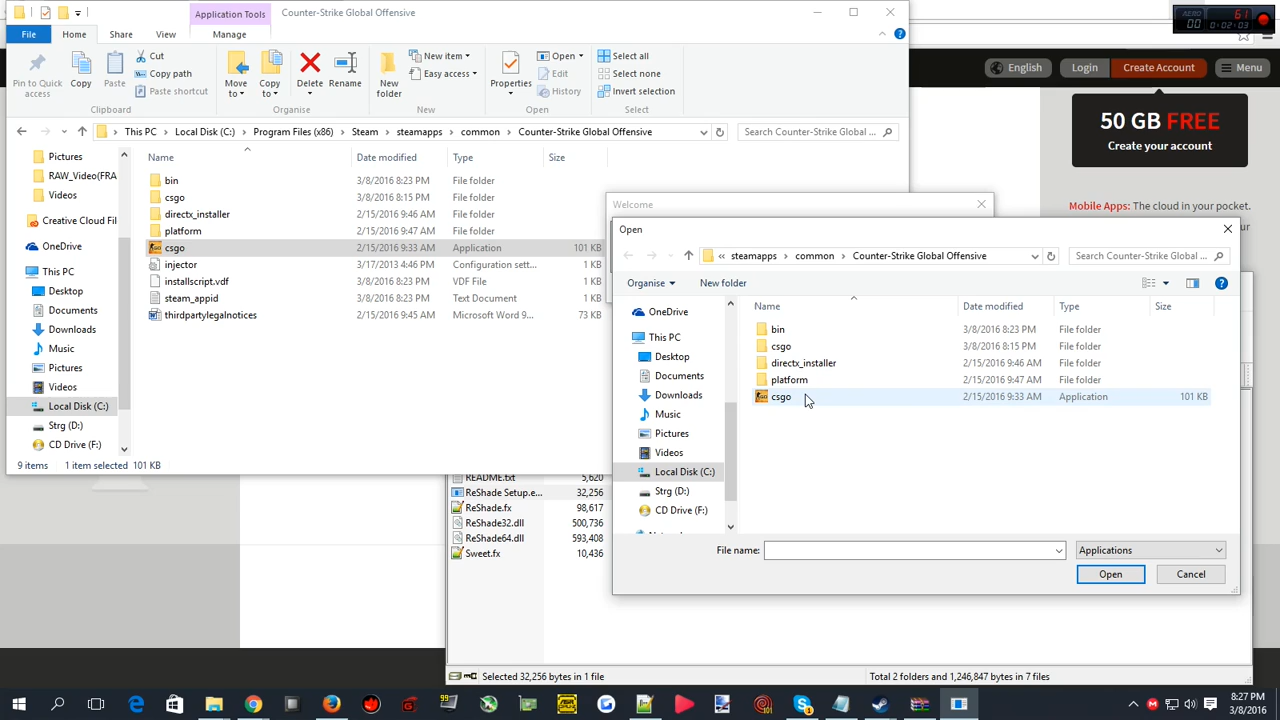 Application Tools Counter-Strike Global Offensive
File Home Share View Manage
AERO 61
00 0:02:03
Pin to Quick access
Copy
Paste
Cut
Copy path
Paste shortcut
Clipboard
Move to
Copy to
Delete
Rename
Organise
New folder
New item
Easy access
New
Properties
Open
Edit
History
Open
Select all
Select none
Invert selection
Select
This PC Local Disk (C:) Program Files (x86) Steam steamapps common Counter-Strike Global Offensive
Search Counter-Strike Global ...
Pictures
RAW_Video(FRA
Videos
Creative Cloud Fil
OneDrive
This PC
Desktop
Documents
Downloads
Music
Pictures
Videos
Local Disk (C:)
Strg (D:)
CD Drive (F:)
Name Date modified Type Size
bin 3/8/2016 8:23 PM File folder
csgo 3/8/2016 8:15 PM File folder
directx_installer 2/15/2016 9:46 AM File folder
platform 2/15/2016 9:47 AM File folder
csgo 2/15/2016 9:33 AM Application 101 KB
injector 3/17/2013 4:46 PM Configuration sett...
installscript.vdf 3/8/2016 8:23 PM VDF File
steam_appid 3/8/2016 8:23 PM Text Document 1 KB
thirdpartylegalnotices 2/15/2016 9:45 AM Microsoft Word 9... 73 KB
9 items 1 item selected 101 KB
English Login Create Account Menu
50 GB FREE
Create your account
Mobile Apps: The cloud in your pocket.
Welcome
Open
« steamapps common Counter-Strike Global Offensive
Search Counter-Strike Global ...
Organise New folder
OneDrive
This PC
Desktop
Documents
Downloads
Music
Pictures
Videos
Local Disk (C:)
Strg (D:)
CD Drive (F:)
Name Date modified Type Size
bin 3/8/2016 8:23 PM File folder
csgo 3/8/2016 8:15 PM File folder
directx_installer 2/15/2016 9:46 AM File folder
platform 2/15/2016 9:47 AM File folder
csgo 2/15/2016 9:33 AM Application 101 KB
File name:
Applications
Open Cancel
README.txt 5,620
ReShade Setup.e... 32,256
ReShade.fx 98,617
ReShade32.dll 500,736
ReShade64.dll 593,408
Sweet.fx 10,436
Selected 32,256 bytes in 1 file
Total 2 folders and 1,246,847 bytes in 7 files
8:27 PM
3/8/2016